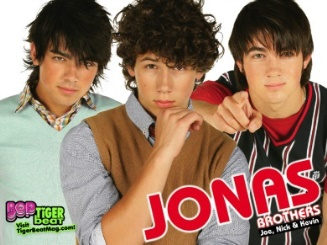 JONAS
BROTHERS
Joe, Nick & Kevin
POP
TIGER
beat
Visit
TigerBeatMag.com!